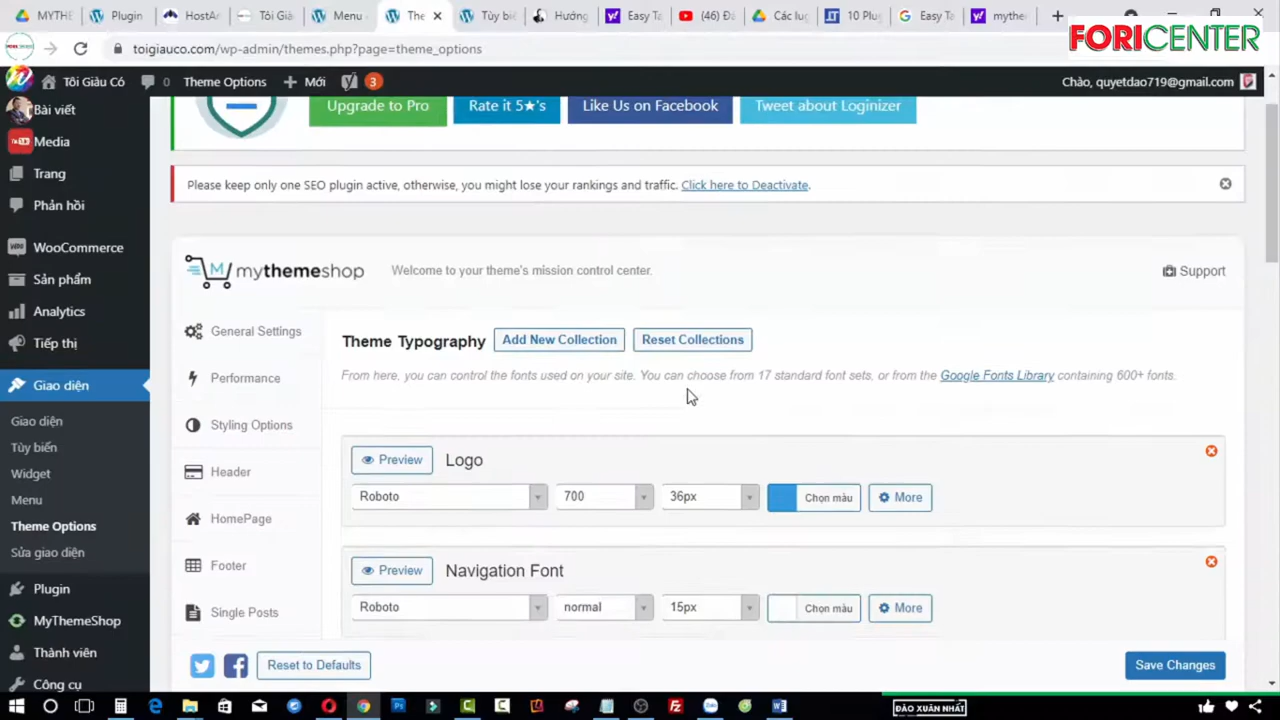 MYTHE
Plugin
HostAr
Tôi Già
Menu
The
Tùy biế
Hướng
Easy Ta
(46) Đà
Các lu
10 Plu
Easy Ta
mythe
toigiauco.com/wp-admin/themes.php?page=theme_options
FORICENTER
Tôi Giàu Có
0
Theme Options
Mới
3
Chào, quyetdao719@gmail.com
Bài viết
Media
Trang
Phản hồi
WooCommerce
Sản phẩm
Analytics
Tiếp thị
Giao diện
Giao diện
Tùy biến
Widget
Menu
Theme Options
Sửa giao diện
Plugin
MyThemeShop
Thành viên
Công cụ
Upgrade to Pro
Rate it 5★'s
Like Us on Facebook
Tweet about Loginizer
Please keep only one SEO plugin active, otherwise, you might lose your rankings and traffic. Click here to Deactivate.
mythemeshop
Welcome to your theme's mission control center.
Support
General Settings
Performance
Styling Options
Header
HomePage
Footer
Single Posts
Theme Typography
Add New Collection
Reset Collections
From here, you can control the fonts used on your site. You can choose from 17 standard font sets, or from the Google Fonts Library containing 600+ fonts.
Preview
Logo
Roboto
700
36px
Chọn màu
More
Preview
Navigation Font
Roboto
normal
15px
Chọn màu
More
Reset to Defaults
Save Changes
ĐÀO XUÂN NHẤT